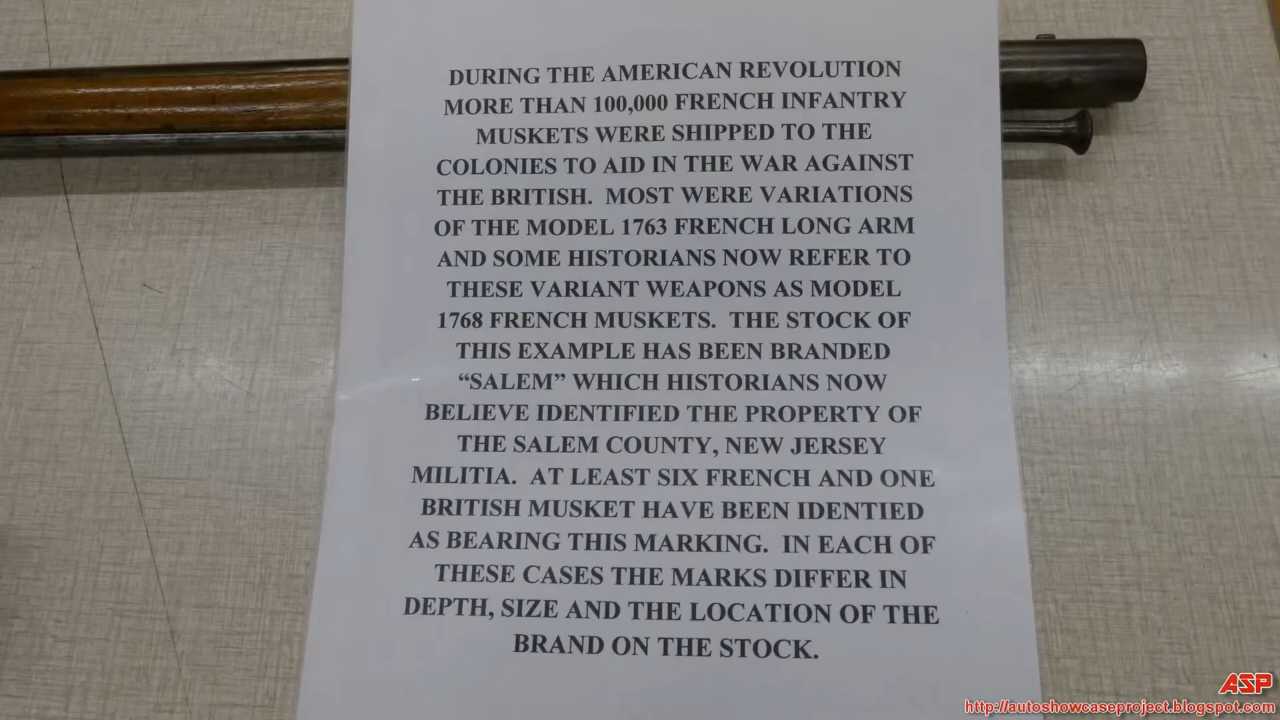 DURING THE AMERICAN REVOLUTION
MORE THAN 100,000 FRENCH INFANTRY
MUSKETS WERE SHIPPED TO THE
COLONIES TO AID IN THE WAR AGAINST
THE BRITISH. MOST WERE VARIATIONS
OF THE MODEL 1763 FRENCH LONG ARM
AND SOME HISTORIANS NOW REFER TO
THESE VARIANT WEAPONS AS MODEL
1768 FRENCH MUSKETS. THE STOCK OF
THIS EXAMPLE HAS BEEN BRANDED
“SALEM” WHICH HISTORIANS NOW
BELIEVE IDENTIFIED THE PROPERTY OF
THE SALEM COUNTY, NEW JERSEY
MILITIA. AT LEAST SIX FRENCH AND ONE
BRITISH MUSKET HAVE BEEN IDENTIED
AS BEARING THIS MARKING. IN EACH OF
THESE CASES THE MARKS DIFFER IN
DEPTH, SIZE AND THE LOCATION OF THE
BRAND ON THE STOCK.
ASP
http://autoshowcaseproject.blogspot.com